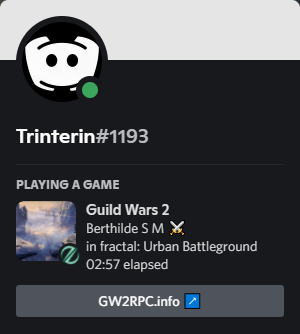 Trinterin#1193
PLAYING A GAME
Guild Wars 2
Berthilde S M ⚔️
in fractal: Urban Battleground
02:57 elapsed
GW2RPC.info ↗️